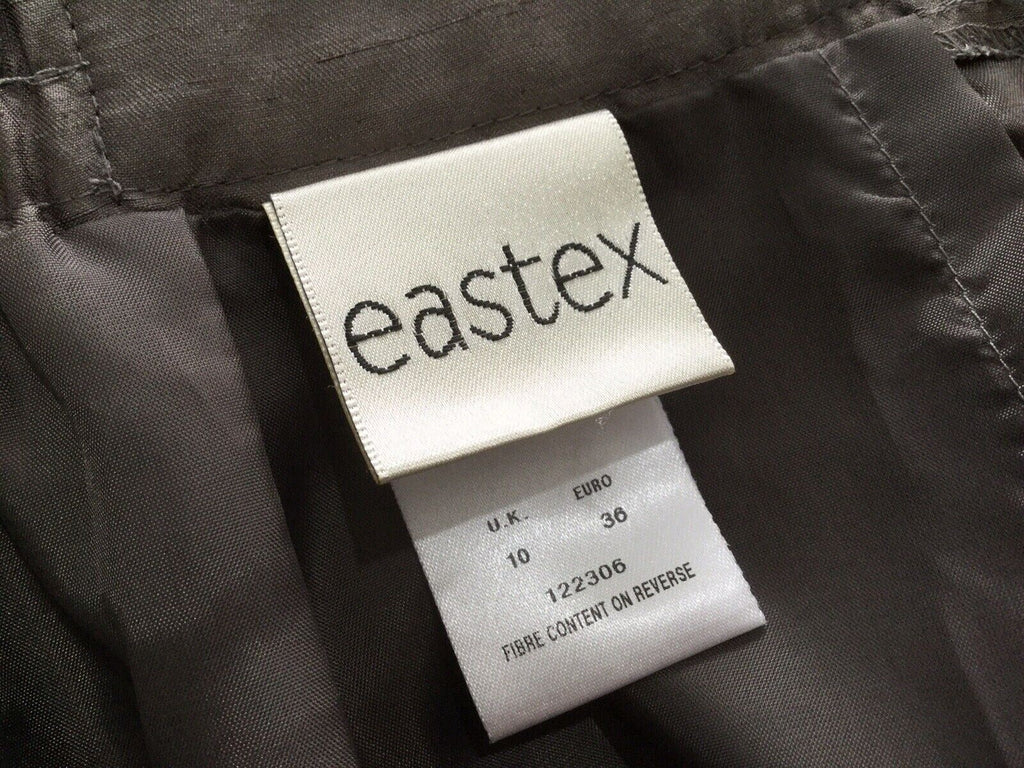 eastex
U.K. EURO
10 36
122306
FIBRE CONTENT ON REVERSE